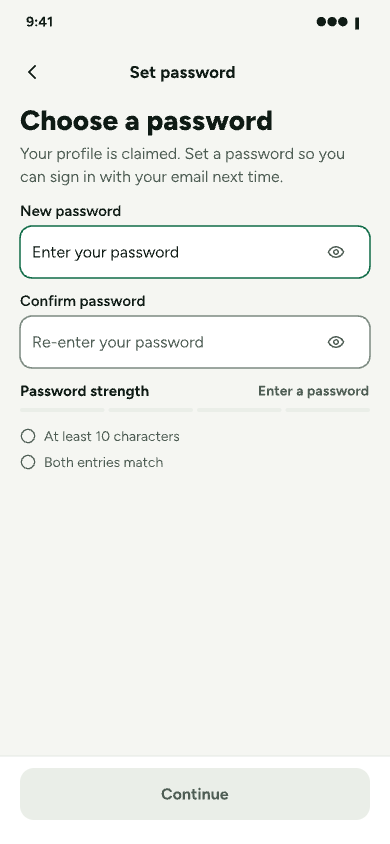 9:41
Set password
Choose a password
Your profile is claimed. Set a password so you
can sign in with your email next time.
New password
Enter your password
Confirm password
Re-enter your password
Password strength
Enter a password
At least 10 characters
Both entries match
Continue